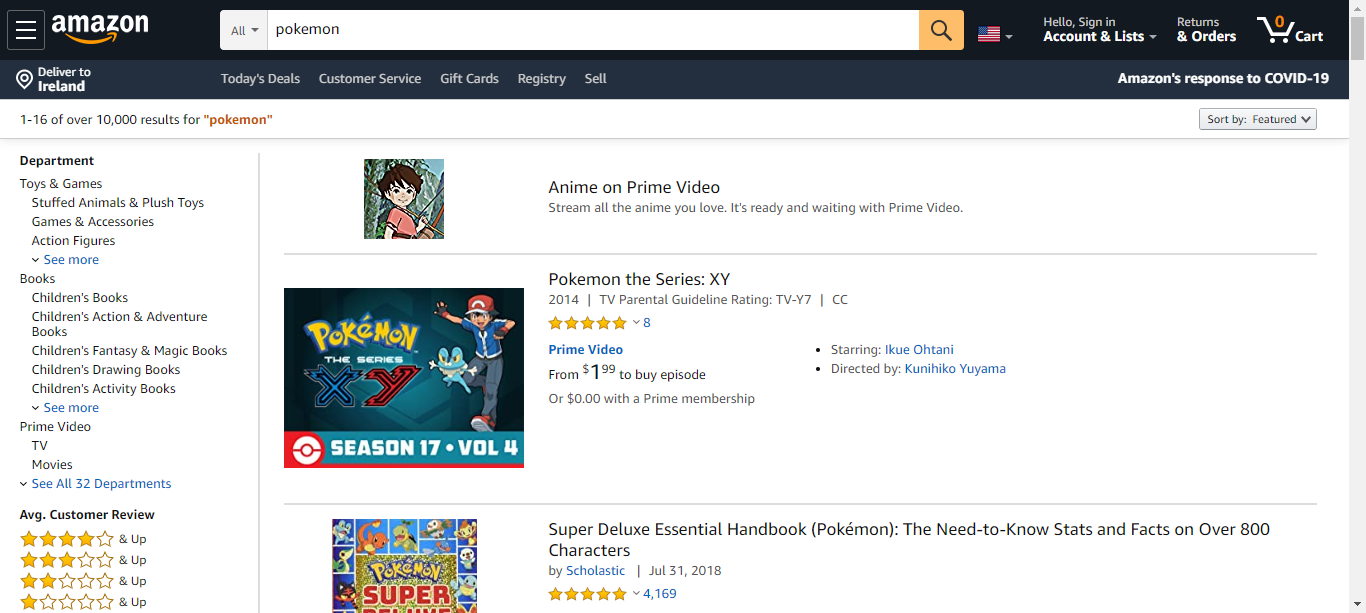 amazon
All
pokemon
Hello, Sign in
Account & Lists
Returns
& Orders
0
Cart
Deliver to
Ireland
Today's Deals
Customer Service
Gift Cards
Registry
Sell
Amazon's response to COVID-19
1-16 of over 10,000 results for "pokemon"
Sort by: Featured
Department
Toys & Games
Stuffed Animals & Plush Toys
Games & Accessories
Action Figures
See more
Books
Children's Books
Children's Action & Adventure
Books
Children's Fantasy & Magic Books
Children's Drawing Books
Children's Activity Books
See more
Prime Video
TV
Movies
See All 32 Departments
Avg. Customer Review
& Up
& Up
& Up
& Up
Anime on Prime Video
Stream all the anime you love. It's ready and waiting with Prime Video.
POKéMON
THE SERIES
XY
SEASON 17 • VOL 4
Pokemon the Series: XY
2014 | TV Parental Guideline Rating: TV-Y7 | CC
8
Prime Video
From $1.99 to buy episode
Or $0.00 with a Prime membership
Starring: Ikue Ohtani
Directed by: Kunihiko Yuyama
POKéMON
SUPER
DELUXE
Super Deluxe Essential Handbook (Pokémon): The Need-to-Know Stats and Facts on Over 800
Characters
by Scholastic | Jul 31, 2018
4,169